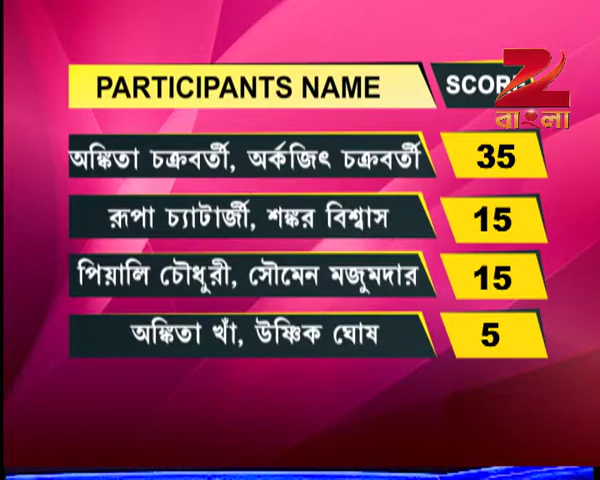 PARTICIPANTS NAME SCORE
Z বাংলা
অঙ্কিতা চক্রবর্তী, অর্কজিৎ চক্রবর্তী 35
রূপা চ্যাটার্জী, শঙ্কর বিশ্বাস 15
পিয়ালি চৌধুরী, সৌমেন মজুমদার 15
অঙ্কিতা খাঁ, উষ্ণিক ঘোষ 5